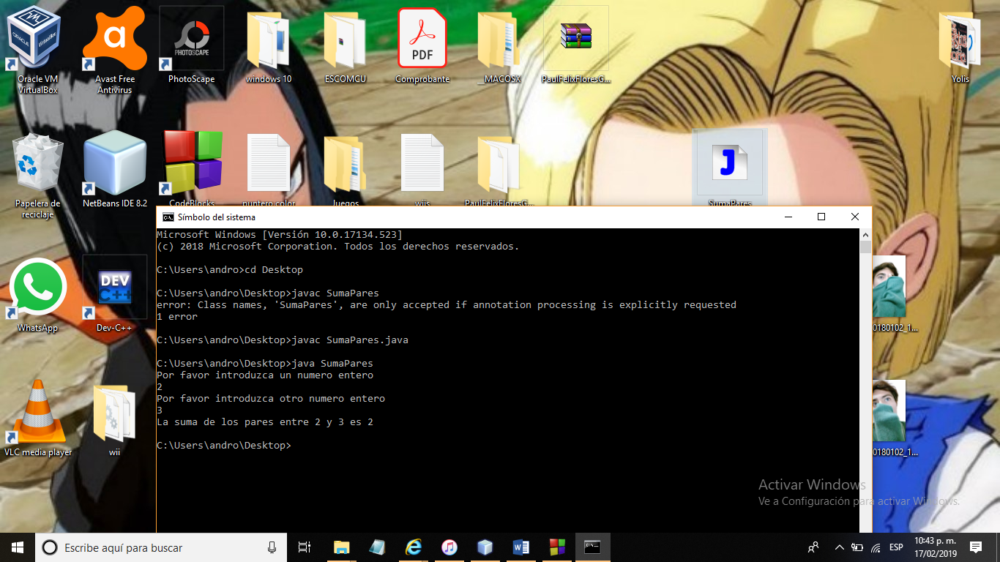 Oracle VM
VirtualBox
Avast Free
Antivirus
PHOTOSCAPE
PhotoScape
windows 10
ESCOMCU
PDF
Comprobante
__MACOSX
PaulFelixFloresG...
Yolis
Papelera de
reciclaje
NetBeans IDE 8.2
CodeBlocks
puntero color
Juegos
wiis
PaulFelixFloresG...
J
SumaPares
WhatsApp
DEV
C++
Dev-C++
VLC media player
wii
0180102_1...
0180102_1...
Símbolo del sistema
Microsoft Windows [Versión 10.0.17134.523]
(c) 2018 Microsoft Corporation. Todos los derechos reservados.
C:\Users\andro>cd Desktop
C:\Users\andro\Desktop>javac SumaPares
error: Class names, 'SumaPares', are only accepted if annotation processing is explicitly requested
1 error
C:\Users\andro\Desktop>javac SumaPares.java
C:\Users\andro\Desktop>java SumaPares
Por favor introduzca un numero entero
2
Por favor introduzca otro numero entero
3
La suma de los pares entre 2 y 3 es 2
C:\Users\andro\Desktop>
Activar Windows
Ve a Configuración para activar Windows.
Escribe aquí para buscar
ESP
10:43 p. m.
17/02/2019